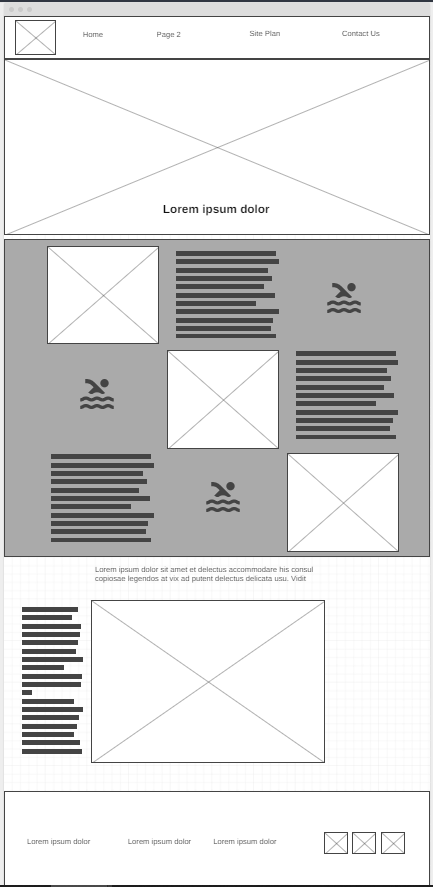 Home Page 2 Site Plan Contact Us
Lorem ipsum dolor
Lorem ipsum dolor sit amet et delectus accommodare his consul
copiosae legendos at vix ad putent delectus delicata usu. Vidit
Lorem ipsum dolor Lorem ipsum dolor Lorem ipsum dolor